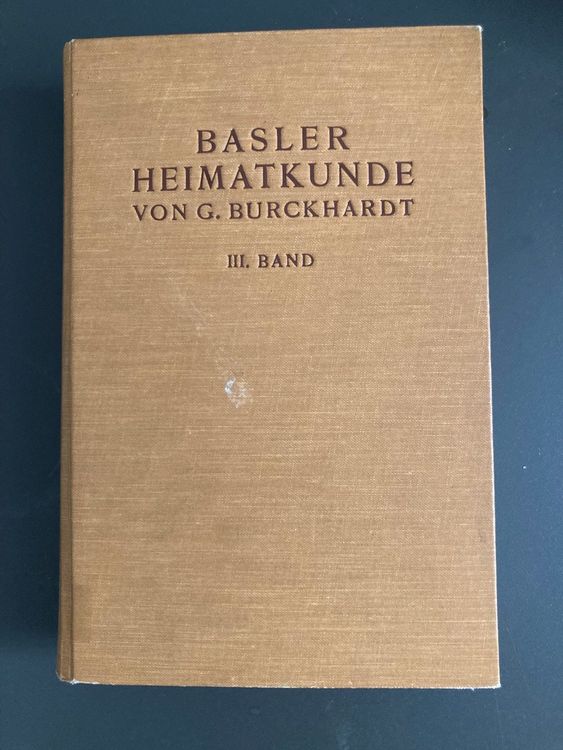 BASLER
HEIMATKUNDE
VON G. BURCKHARDT
III. BAND